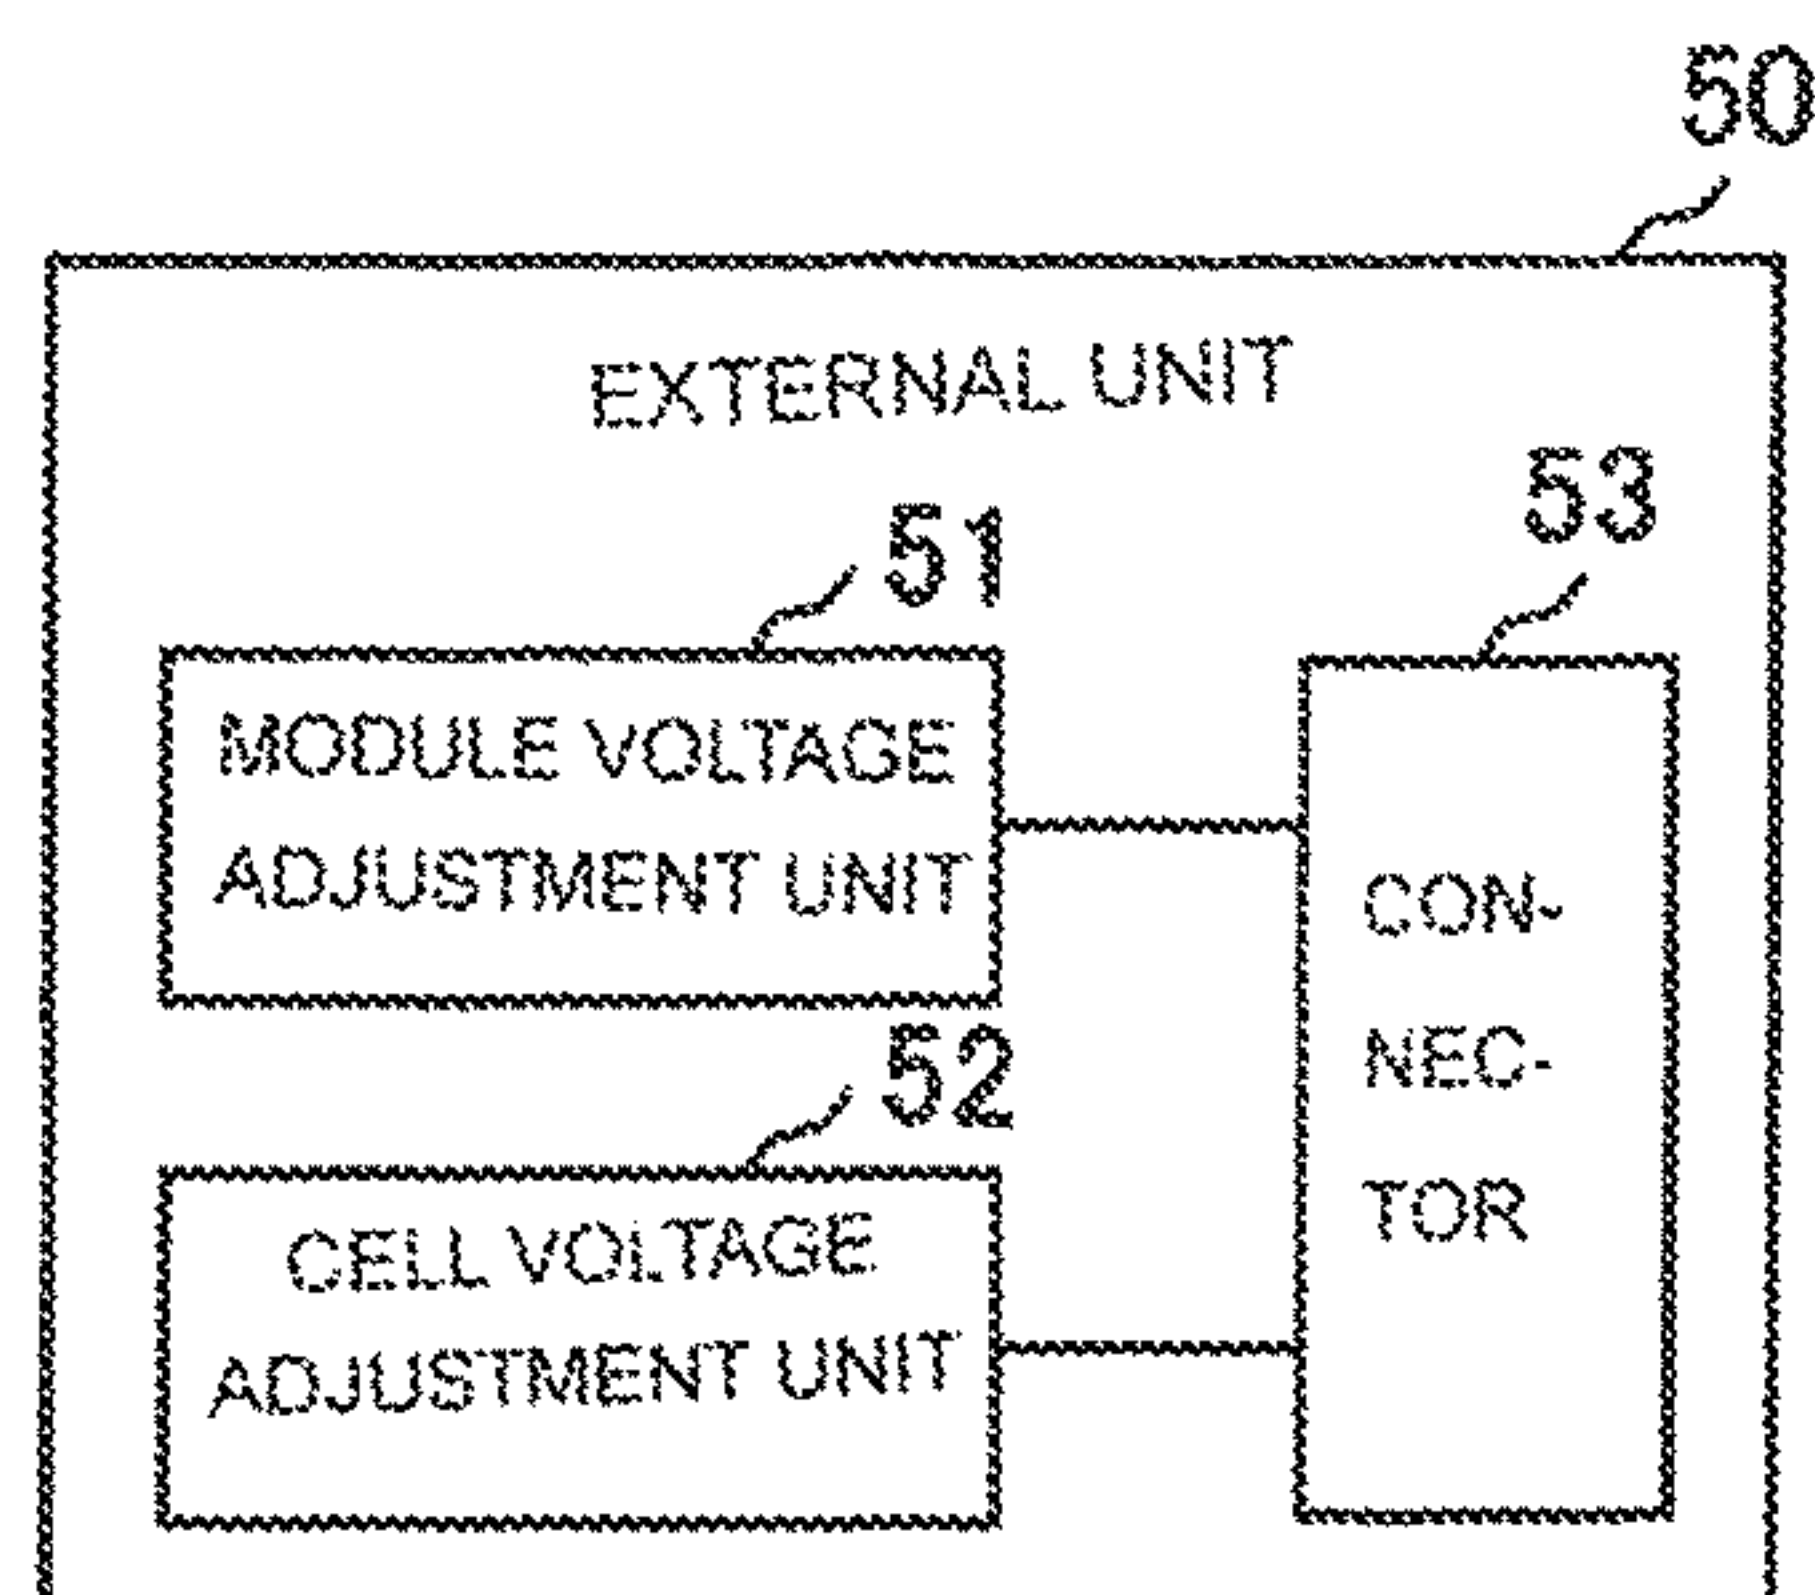 50
EXTERNAL UNIT
53
51
MODULE VOLTAGE
ADJUSTMENT UNIT
CON-
NEC-
TOR
52
CELL VOLTAGE
ADJUSTMENT UNIT